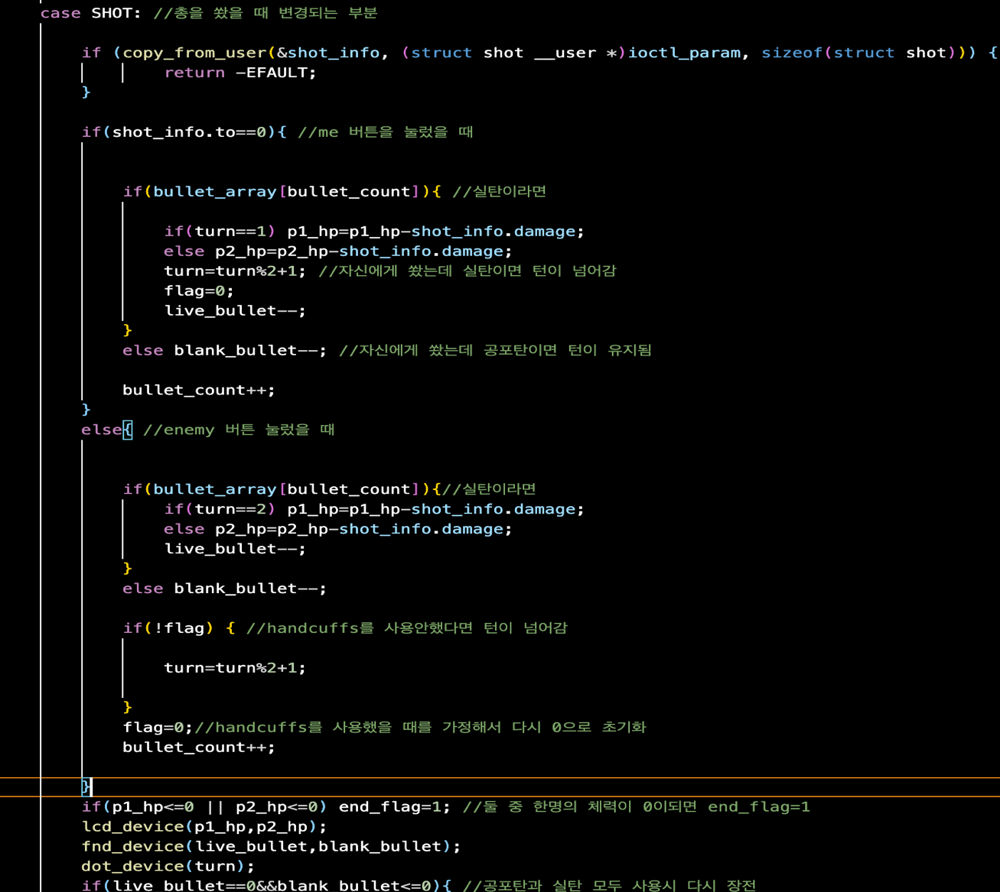 case SHOT: //총을 쐈을 때 변경되는 부분
if (copy_from_user(&shot_info, (struct shot __user *)ioctl_param, sizeof(struct shot))) {
return -EFAULT;
}
if(shot_info.to==0){ //me 버튼을 눌렀을 때
if(bullet_array[bullet_count]){ //실탄이라면
if(turn==1) p1_hp=p1_hp-shot_info.damage;
else p2_hp=p2_hp-shot_info.damage;
turn=turn%2+1; //자신에게 쐈는데 실탄이면 턴이 넘어감
flag=0;
live_bullet--;
}
else blank_bullet--; //자신에게 쐈는데 공포탄이면 턴이 유지됨
bullet_count++;
}
else{ //enemy 버튼 눌렀을 때
if(bullet_array[bullet_count]){//실탄이라면
if(turn==2) p1_hp=p1_hp-shot_info.damage;
else p2_hp=p2_hp-shot_info.damage;
live_bullet--;
}
else blank_bullet--;
if(!flag) { //handcuffs를 사용안했다면 턴이 넘어감
turn=turn%2+1;
}
flag=0;//handcuffs를 사용했을 때를 가정해서 다시 0으로 초기화
bullet_count++;
}
if(p1_hp<=0 || p2_hp<=0) end_flag=1; //둘 중 한명의 체력이 0이되면 end_flag=1
lcd_device(p1_hp,p2_hp);
fnd_device(live_bullet,blank_bullet);
dot_device(turn);
if(live_bullet==0&&blank_bullet<=0){ //공포탄과 실탄 모두 사용시 다시 장전